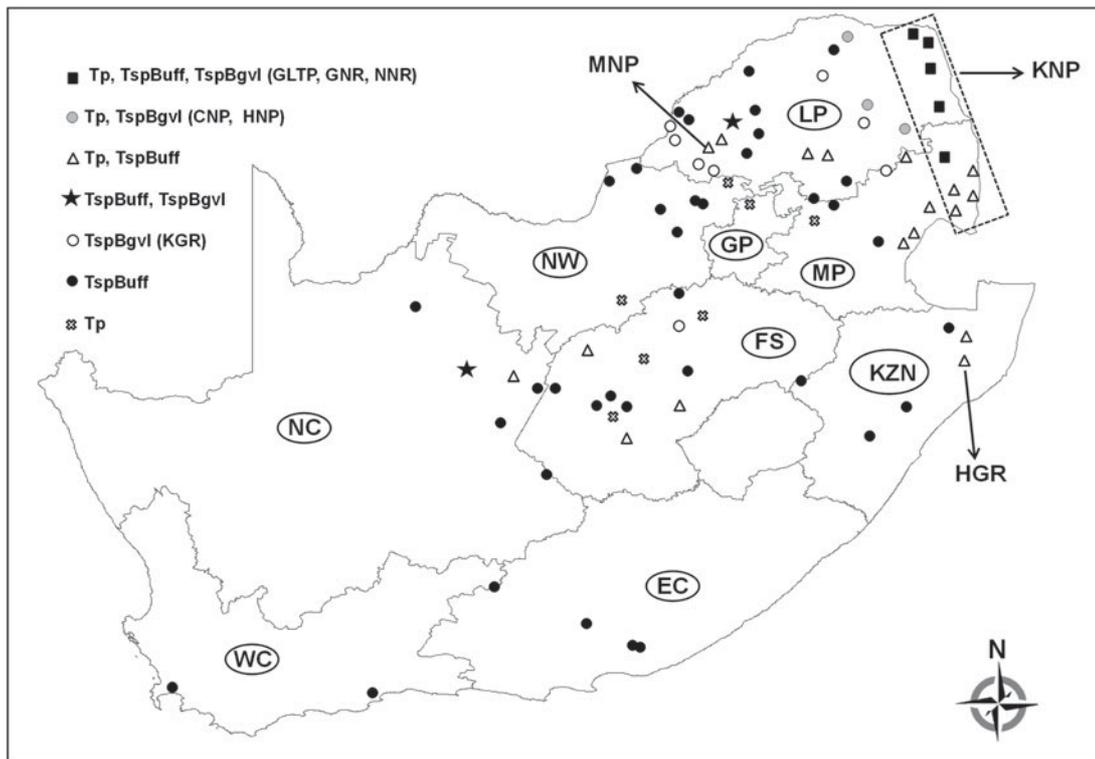 Tp, TspBuff, TspBgvl (GLTP, GNR, NNR)
Tp, TspBgvl (CNP, HNP)
Tp, TspBuff
TspBuff, TspBgvl
TspBgvl (KGR)
TspBuff
Tp
MNP
KNP
LP
GP
NW
MP
FS
KZN
NC
HGR
EC
WC
N